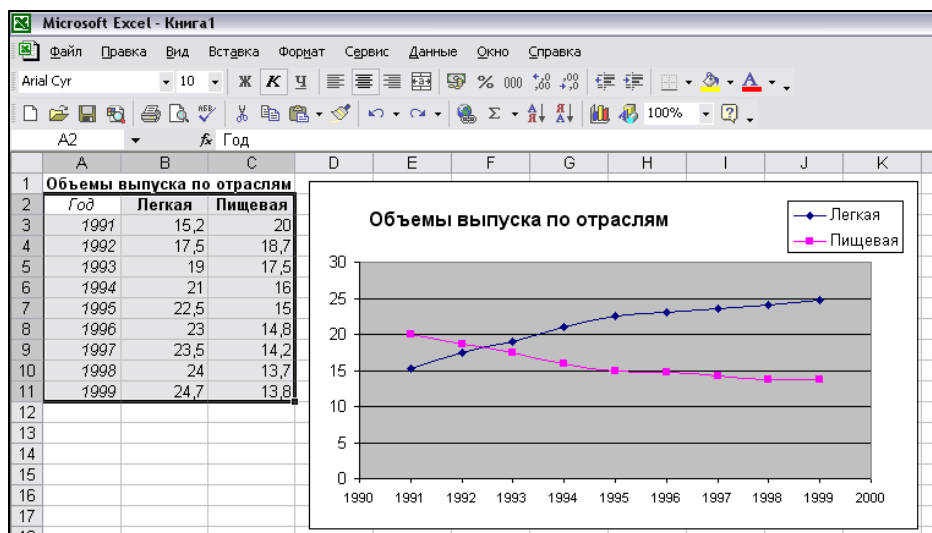 Microsoft Excel - Книга1
Файл Правка Вид Вставка Формат Сервис Данные Окно Справка
Arial Cyr 10 Ж К Ч % 000 ,00 ,0 A
100%
A2 fx Год
A B C D E F G H I J K
1 Объемы выпуска по отраслям
2 Год Легкая Пищевая
3 1991 15,2 20
4 1992 17,5 18,7
5 1993 19 17,5
6 1994 21 16
7 1995 22,5 15
8 1996 23 14,8
9 1997 23,5 14,2
10 1998 24 13,7
11 1999 24,7 13,8
12
13
14
15
16
17
Объемы выпуска по отраслям
Легкая
Пищевая
30
25
20
15
10
5
0
1990 1991 1992 1993 1994 1995 1996 1997 1998 1999 2000